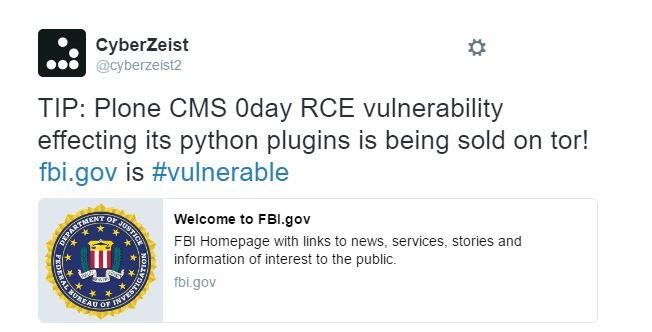 CyberZeist
@cyberzeist2
TIP: Plone CMS 0day RCE vulnerability
effecting its python plugins is being sold on tor!
fbi.gov is #vulnerable
Welcome to FBI.gov
FBI Homepage with links to news, services, stories and
information of interest to the public.
fbi.gov
DEPARTMENT OF JUSTICE
FEDERAL BUREAU OF INVESTIGATION